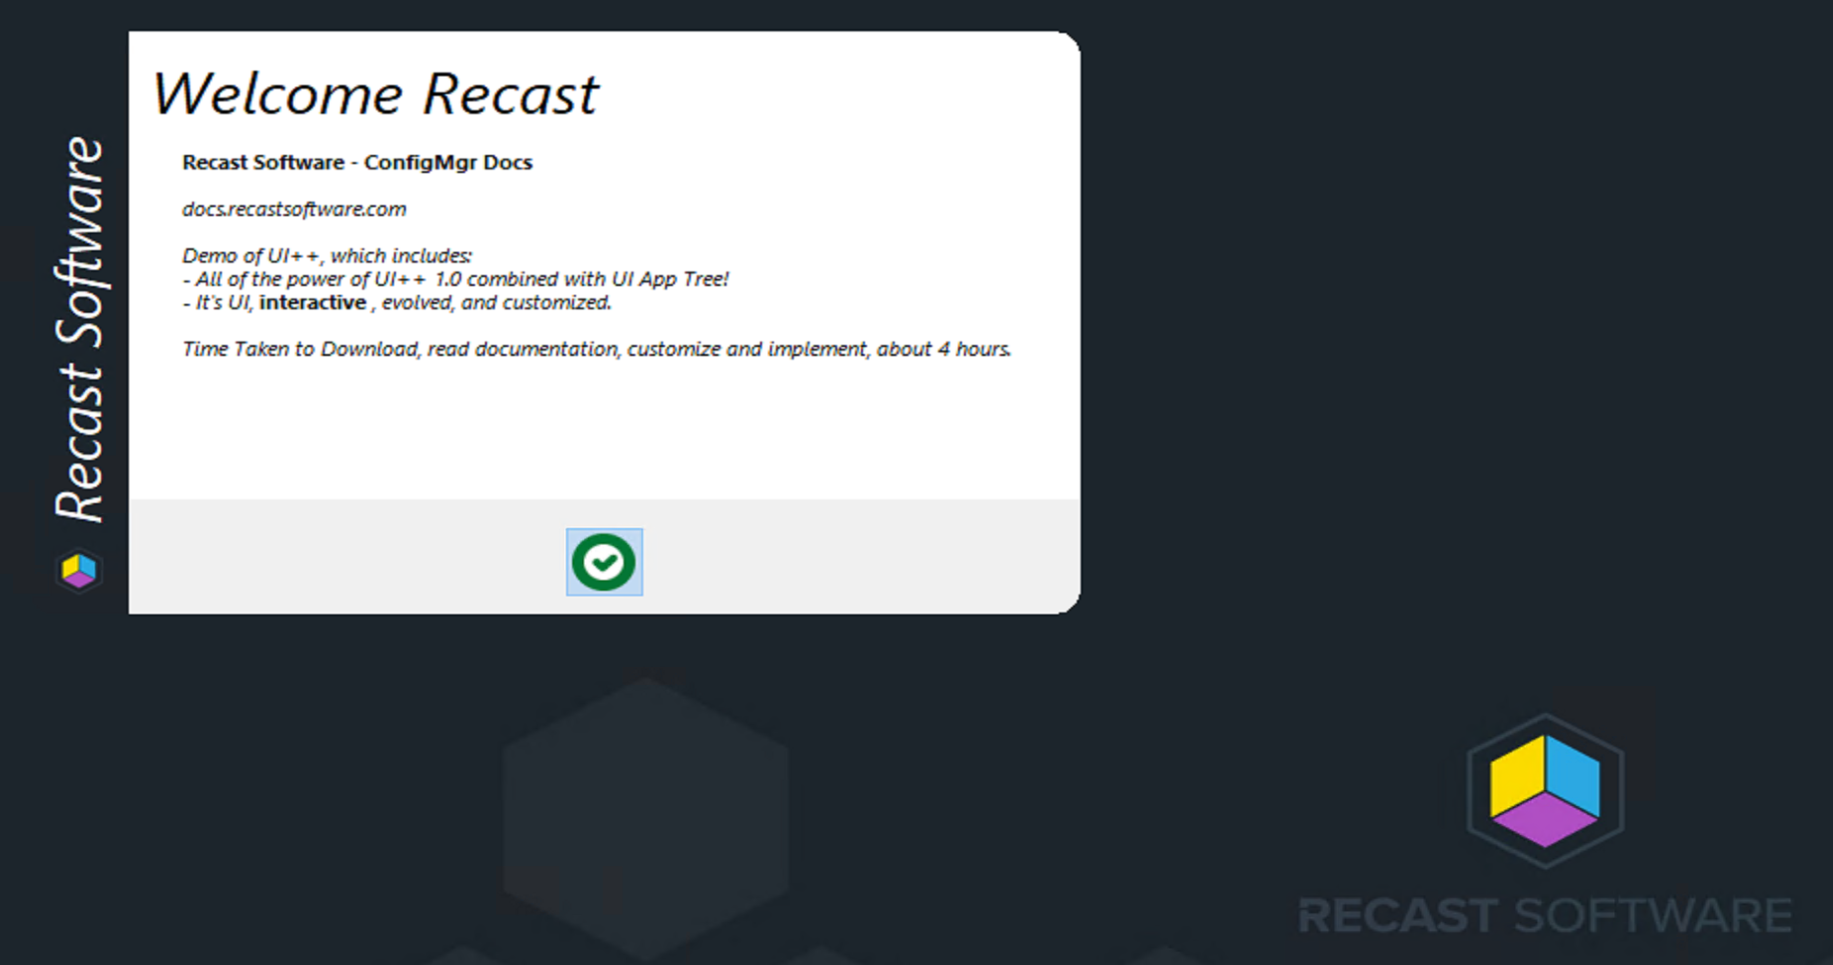 Welcome Recast
Recast Software - ConfigMgr Docs
docs.recastsoftware.com
Demo of UI++, which includes:
- All of the power of UI++ 1.0 combined with UI App Tree!
- It's UI, interactive , evolved, and customized.
Time Taken to Download, read documentation, customize and implement, about 4 hours.
Recast Software
RECAST SOFTWARE